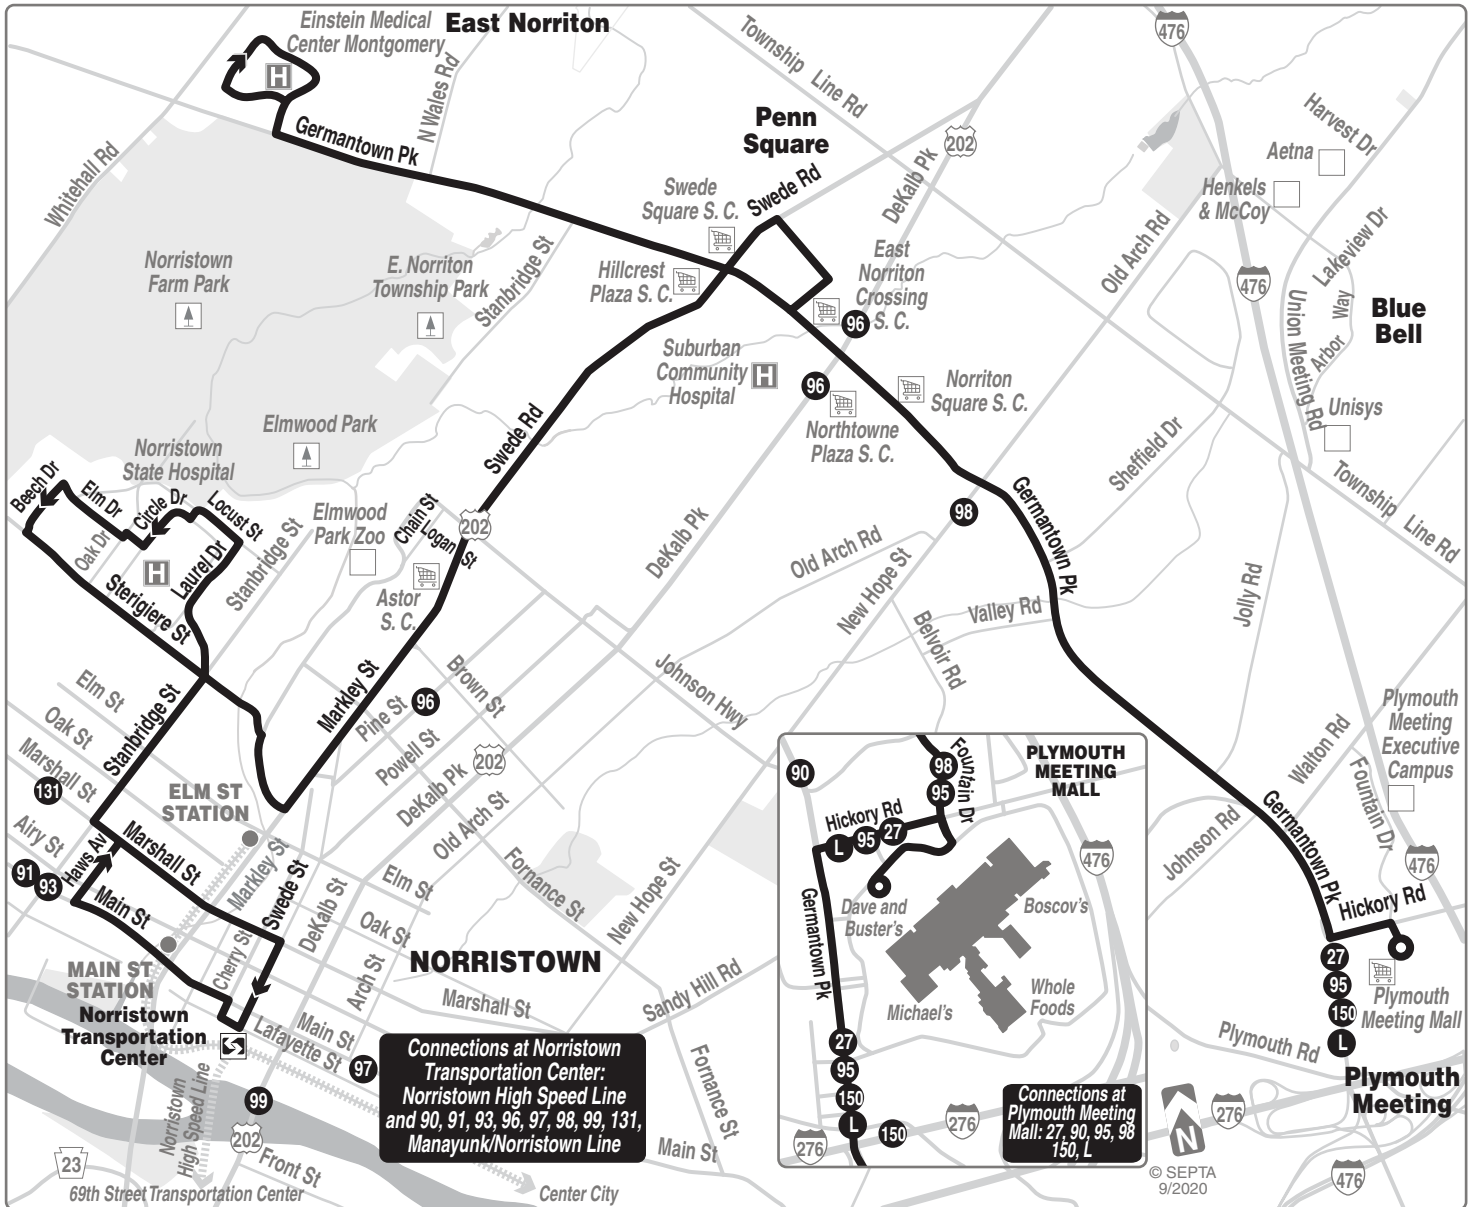 Einstein Medical
Center Montgomery
East Norriton
N Wales Rd
Germantown Pk
Whitehall Rd
Township Line Rd
476
Penn
Square
Swede Rd
202
DeKalb Pk
Harvest Dr
Aetna
Henkels
& McCoy
Swede
Square S. C.
Hillcrest
Plaza S. C.
East
Norriton
Crossing
S. C.
96
Old Arch Rd
476
Lakeview Dr
Union Meeting Rd
Arbor Way
Blue
Bell
Unisys
Norristown
Farm Park
E. Norriton
Township Park
Stanbridge St
Suburban
Community
Hospital
H
H
96
Northtowne
Plaza S. C.
Norriton
Square S. C.
Sheffield Dr
Township Line Rd
Elmwood Park
Norristown
State Hospital
Swede Rd
Beech Dr
Elm Dr
Circle Dr
Locust St
Oak Dr
H
Laurel Dr
Stanbridge St
Sterigiere St
Elmwood
Park Zoo
Chain St
Logan St
202
Astor
S. C.
DeKalb Pk
98
Old Arch Rd
New Hope St
Germantown Pk
Valley Rd
Belvoir Rd
Jolly Rd
Elm St
Oak St
Marshall St
131
Stanbridge St
Markley St
Brown St
Pine St
96
Powell St
DeKalb Pk
202
Old Arch St
Johnson Hwy
Walton Rd
Johnson Rd
Plymouth
Meeting
Executive
Campus
Fountain Dr
476
Germantown Pk
Hickory Rd
ELM ST
STATION
Airy St
91
93
Haws Av
Marshall St
Main St
Markley St
Swede St
Cherry St
DeKalb St
Arch St
Elm St
Oak St
Fornance St
New Hope St
NORRISTOWN
Marshall St
Sandy Hill Rd
MAIN ST
STATION
Norristown
Transportation
Center
S
Main St
Lafayette St
97
99
202
Norristown
High Speed Line
23
Front St
69th Street Transportation Center
Center City
Main St
Fornance St
Connections at Norristown
Transportation Center:
Norristown High Speed Line
and 90, 91, 93, 96, 97, 98, 99, 131,
Manayunk/Norristown Line
PLYMOUTH
MEETING
MALL
90
98
95
Fountain Dr
Hickory Rd
L
95
27
Germantown Pk
476
Dave and
Buster's
Boscov's
Michael's
Whole
Foods
27
95
150
L
150
276
276
Connections at
Plymouth Meeting
Mall: 27, 90, 95, 98
150, L
27
95
150
L
Plymouth
Meeting Mall
Plymouth Rd
Plymouth
Meeting
276
476
N
© SEPTA
9/2020